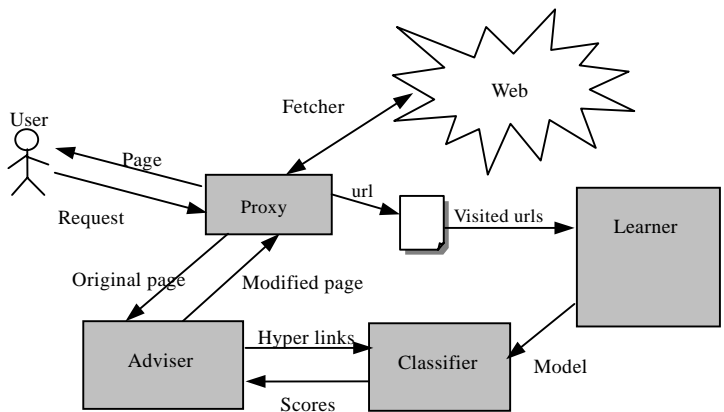 Web
Fetcher
User
Page
Request
Proxy
url
Visited urls
Learner
Original page
Modified page
Adviser
Hyper links
Classifier
Model
Scores